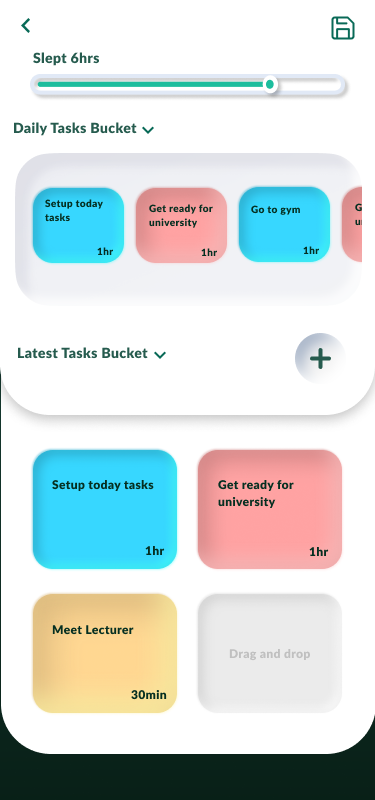 Slept 6hrs
Daily Tasks Bucket
Setup today
tasks
1hr
Get ready for
university
1hr
Go to gym
1hr
Latest Tasks Bucket
Setup today tasks
1hr
Get ready for
university
1hr
Meet Lecturer
30min
Drag and drop